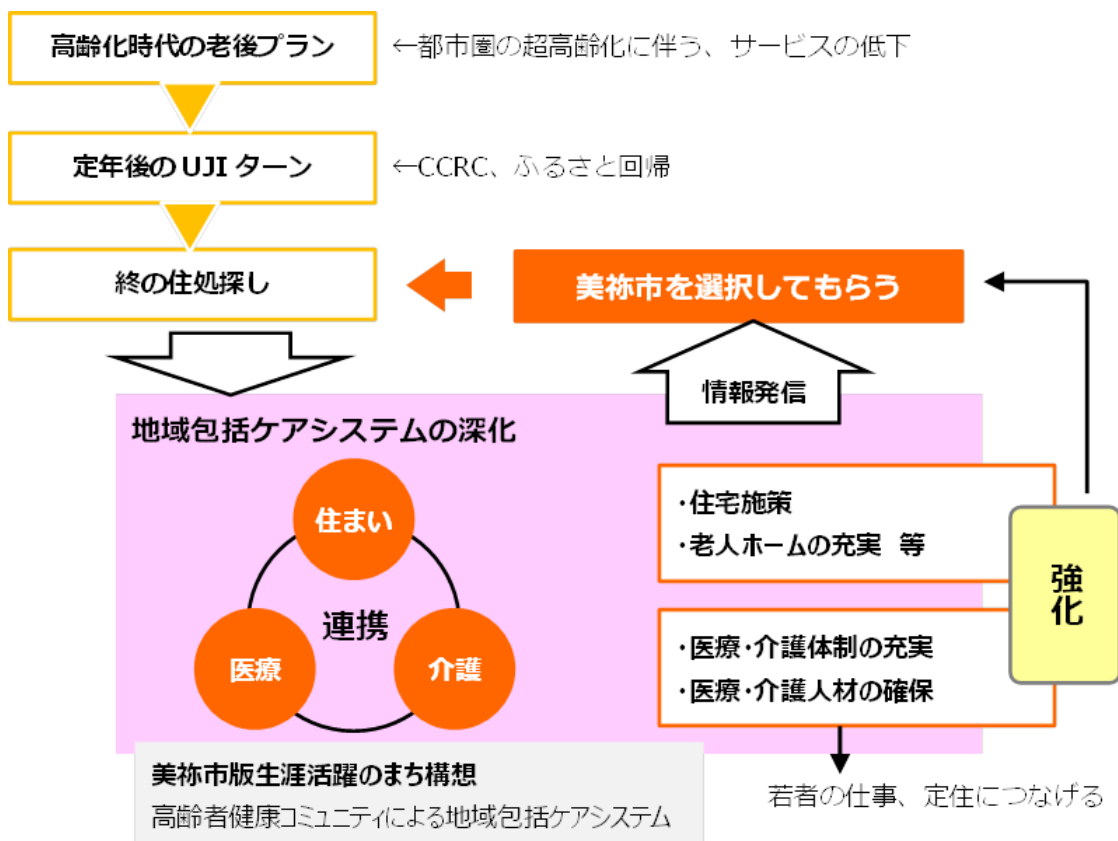 高齢化時代の老後プラン
←都市圏の超高齢化に伴う、サービスの低下
定年後のUJIターン
←CCRC、ふるさと回帰
終の住処探し
美祢市を選択してもらう
情報発信
地域包括ケアシステムの深化
住まい
連携
医療
介護
・住宅施策
・老人ホームの充実 等
・医療・介護体制の充実
・医療・介護人材の確保
強化
美祢市版生涯活躍のまち構想
高齢者健康コミュニティによる地域包括ケアシステム
若者の仕事、定住につなげる